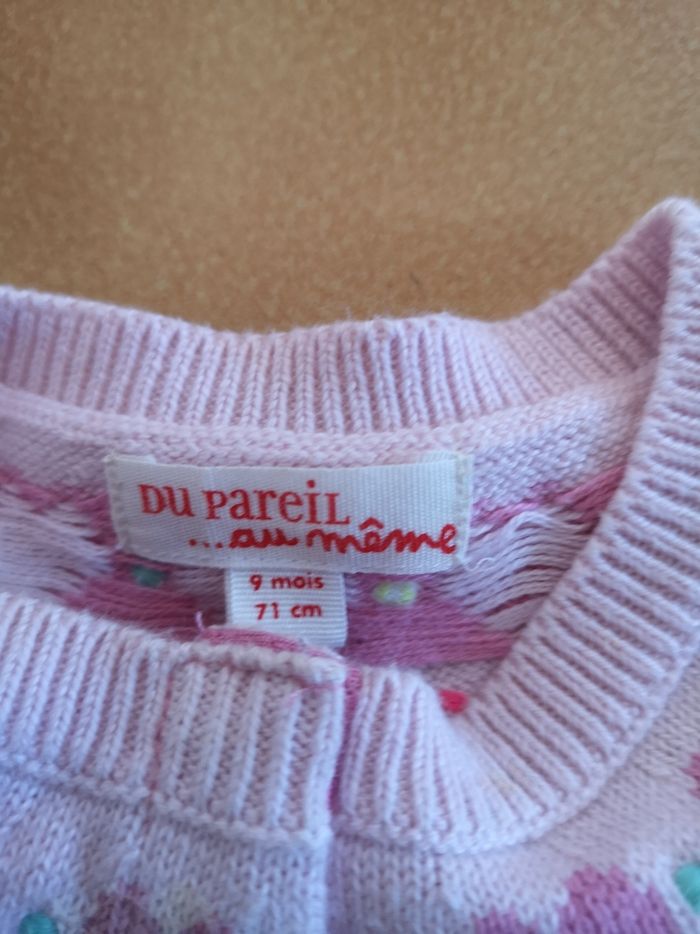 Du pareil
...au même
9 mois
71 cm